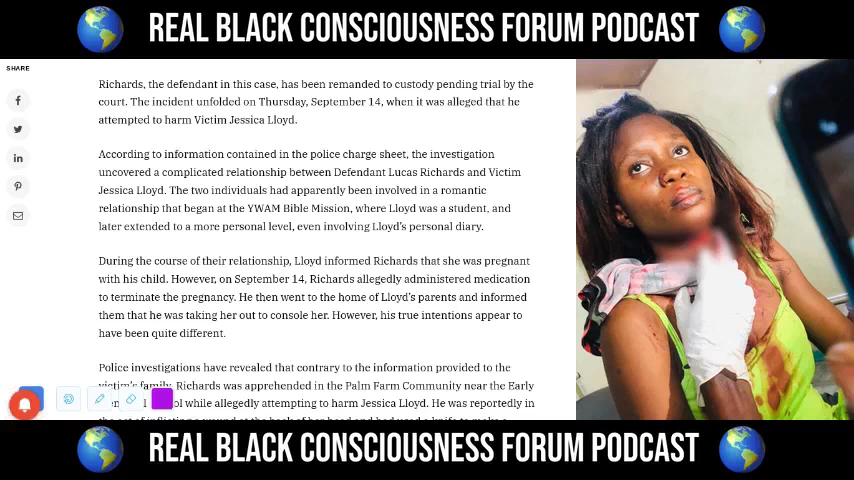 REAL BLACK CONSCIOUSNESS FORUM PODCAST
SHARE
Richards, the defendant in this case, has been remanded to custody pending trial by the
court. The incident unfolded on Thursday, September 14, when it was alleged that he
attempted to harm Victim Jessica Lloyd.
According to information contained in the police charge sheet, the investigation
uncovered a complicated relationship between Defendant Lucas Richards and Victim
Jessica Lloyd. The two individuals had apparently been involved in a romantic
relationship that began at the YWAM Bible Mission, where Lloyd was a student, and
later extended to a more personal level, even involving Lloyd's personal diary.
During the course of their relationship, Lloyd informed Richards that she was pregnant
with his child. However, on September 14, Richards allegedly administered medication
to terminate the pregnancy. He then went to the home of Lloyd's parents and informed
them that he was taking her out to console her. However, his true intentions appear to
have been quite different.
Police investigations have revealed that contrary to the information provided to the
victim's family, Richards was apprehended in the Palm Farm Community near the Early
while allegedly attempting to harm Jessica Lloyd. He was reportedly in
REAL BLACK CONSCIOUSNESS FORUM PODCAST